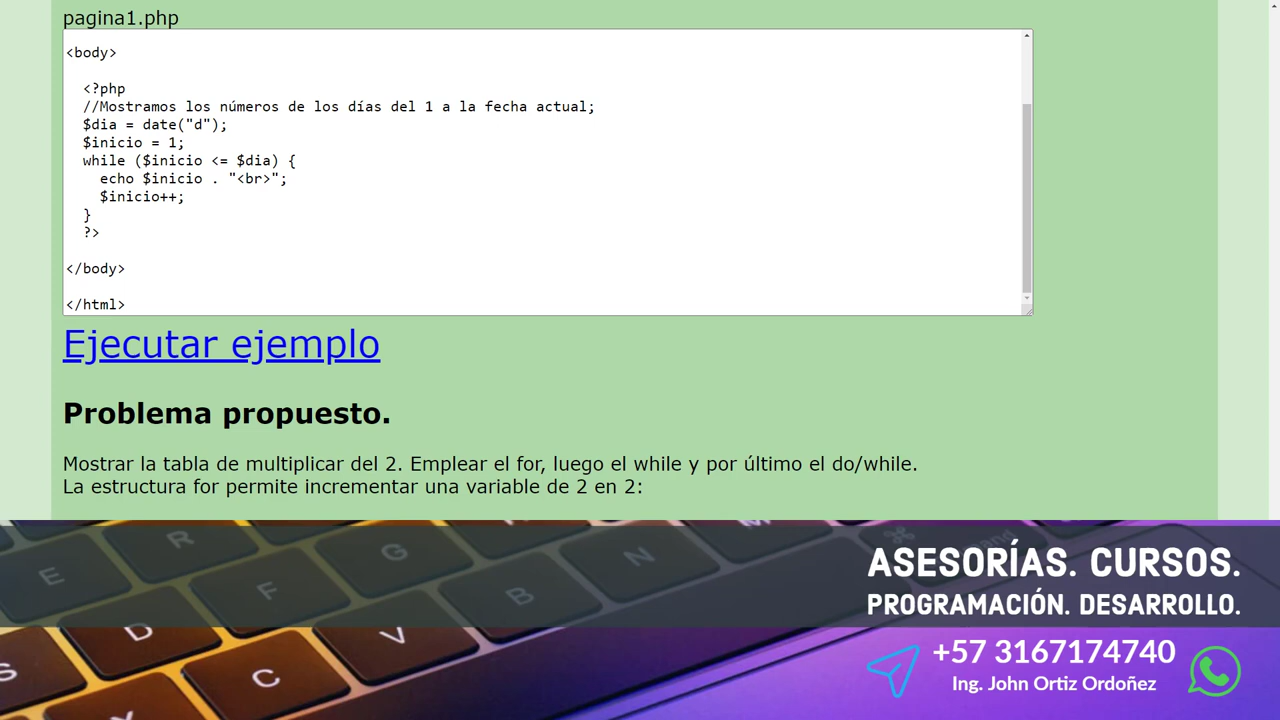 pagina1.php
<body>
<?php
//Mostramos los números de los días del 1 a la fecha actual;
$dia = date("d");
$inicio = 1;
while ($inicio <= $dia) {
echo $inicio . "<br>";
$inicio++;
}
?>
</body>
</html>
Ejecutar ejemplo
Problema propuesto.
Mostrar la tabla de multiplicar del 2. Emplear el for, luego el while y por último el do/while.
La estructura for permite incrementar una variable de 2 en 2:
E R F G B N M
D C V S
ASESORÍAS. CURSOS.
PROGRAMACIÓN. DESARROLLO.
+57 3167174740
Ing. John Ortiz Ordoñez